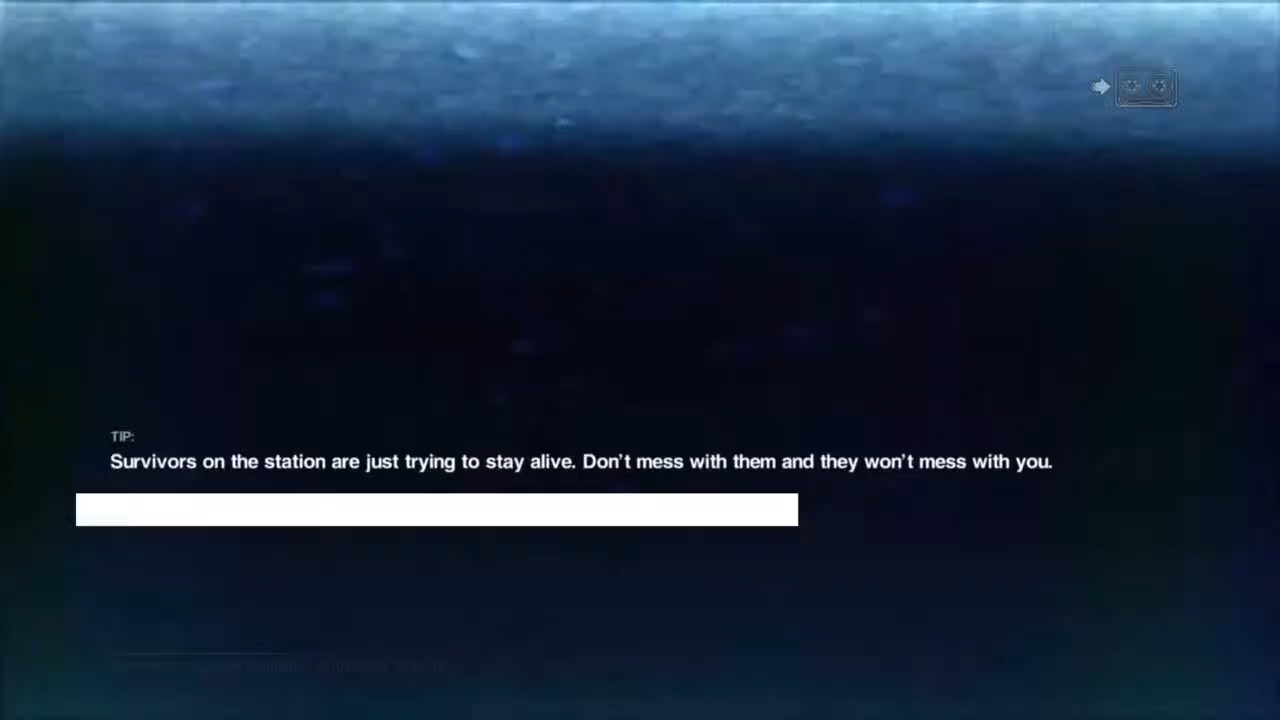 TIP:
Survivors on the station are just trying to stay alive. Don't mess with them and they won't mess with you.